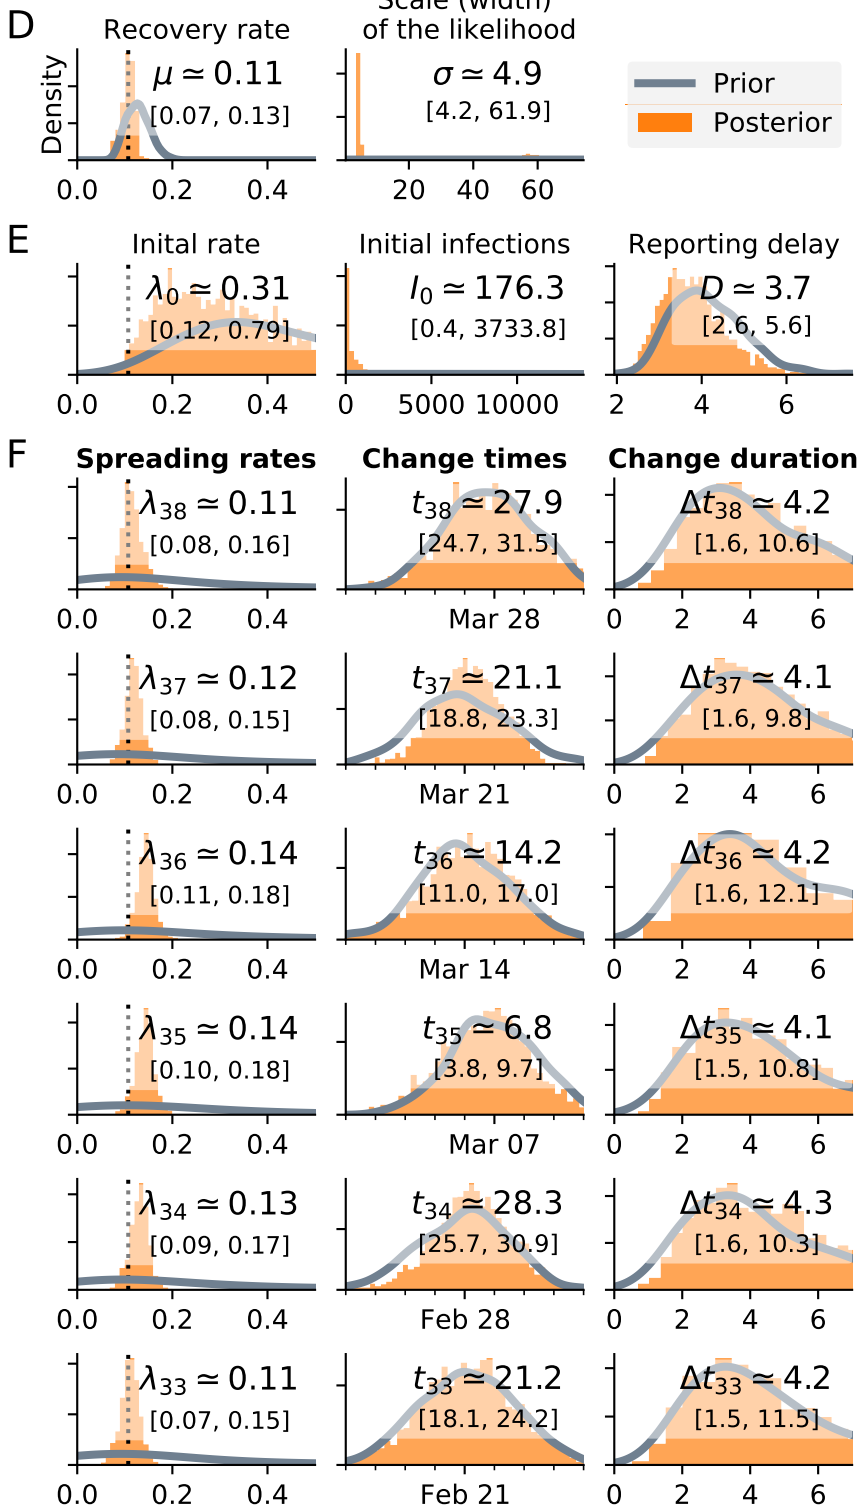 D
Recovery rate
Scale (width)
of the likelihood
Density
μ ≃ 0.11
[0.07, 0.13]
σ ≃ 4.9
[4.2, 61.9]
Prior
Posterior
0.0 0.2 0.4
20 40 60
E
Inital rate
Initial infections
Reporting delay
λ0 ≃ 0.31
[0.12, 0.79]
I0 ≃ 176.3
[0.4, 3733.8]
D ≃ 3.7
[2.6, 5.6]
0.0 0.2 0.4
0 5000 10000
2 4 6
F
Spreading rates
Change times
Change duration
λ38 ≃ 0.11
[0.08, 0.16]
t38 ≃ 27.9
[24.7, 31.5]
Δt38 ≃ 4.2
[1.6, 10.6]
0.0 0.2 0.4
Mar 28
0 2 4 6
λ37 ≃ 0.12
[0.08, 0.15]
t37 ≃ 21.1
[18.8, 23.3]
Δt37 ≃ 4.1
[1.6, 9.8]
0.0 0.2 0.4
Mar 21
0 2 4 6
λ36 ≃ 0.14
[0.11, 0.18]
t36 ≃ 14.2
[11.0, 17.0]
Δt36 ≃ 4.2
[1.6, 12.1]
0.0 0.2 0.4
Mar 14
0 2 4 6
λ35 ≃ 0.14
[0.10, 0.18]
t35 ≃ 6.8
[3.8, 9.7]
Δt35 ≃ 4.1
[1.5, 10.8]
0.0 0.2 0.4
Mar 07
0 2 4 6
λ34 ≃ 0.13
[0.09, 0.17]
t34 ≃ 28.3
[25.7, 30.9]
Δt34 ≃ 4.3
[1.6, 10.3]
0.0 0.2 0.4
Feb 28
0 2 4 6
λ33 ≃ 0.11
[0.07, 0.15]
t33 ≃ 21.2
[18.1, 24.2]
Δt33 ≃ 4.2
[1.5, 11.5]
0.0 0.2 0.4
Feb 21
0 2 4 6